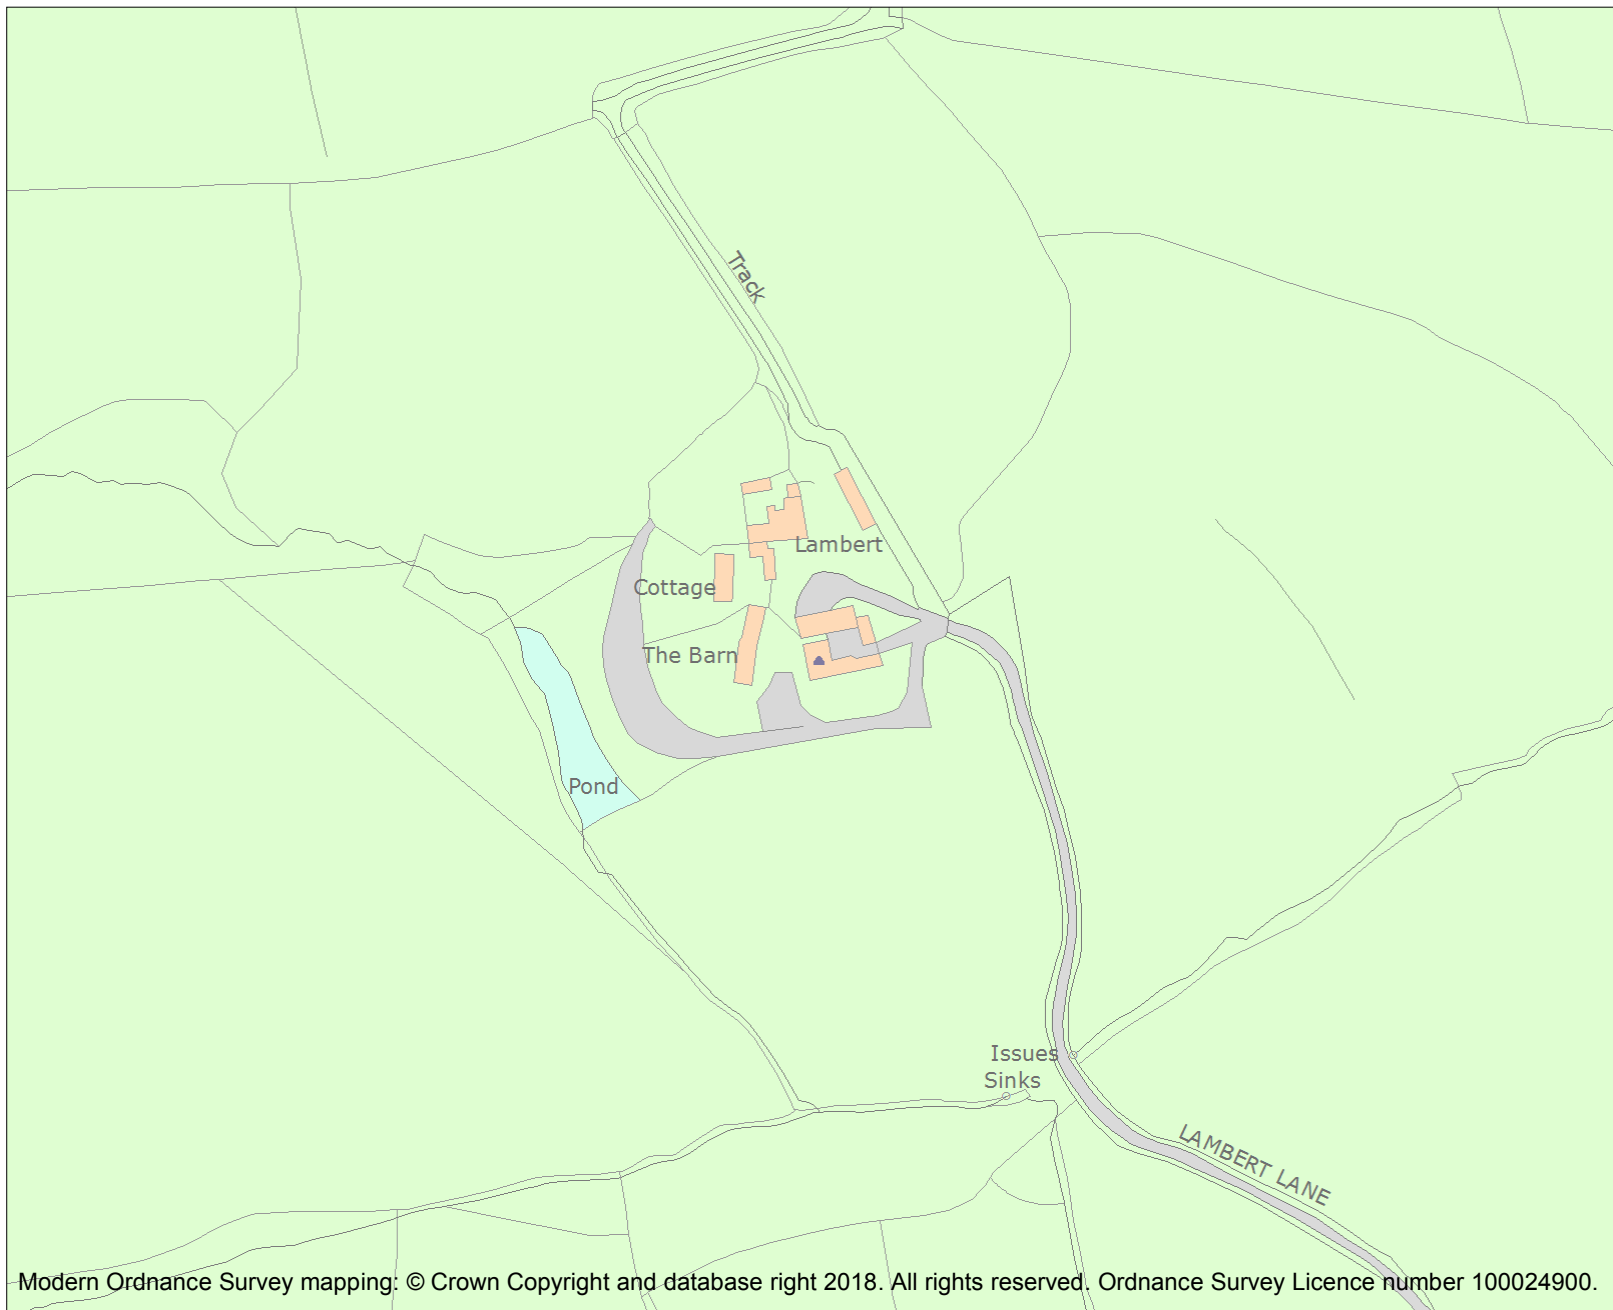 Track
Lambert
Cottage
The Barn
Pond
Issues
Sinks
LAMBERT LANE
Modern Ordnance Survey mapping: © Crown Copyright and database right 2018. All rights reserved. Ordnance Survey Licence number 100024900.